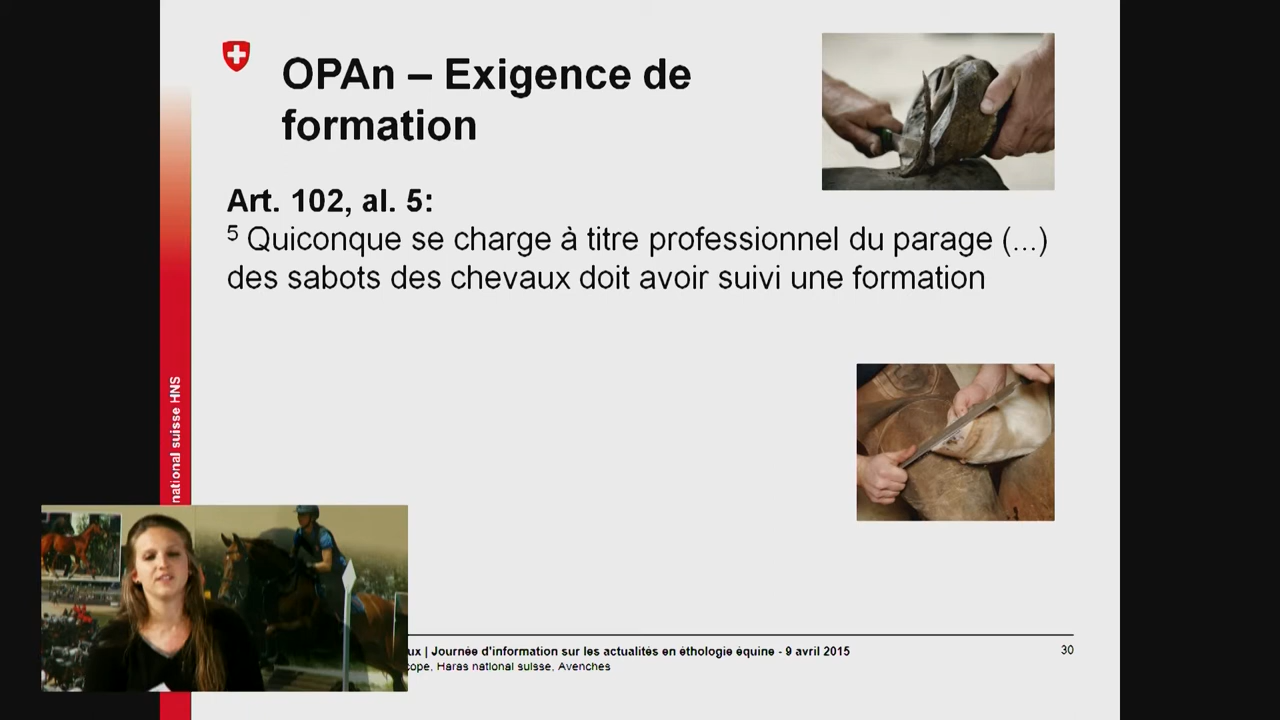 OPAn – Exigence de
formation
Art. 102, al. 5:
5 Quiconque se charge à titre professionnel du parage (...)
des sabots des chevaux doit avoir suivi une formation
national suisse HNS
ux | Journée d'information sur les actualités en éthologie équine - 9 avril 2015
cope, Haras national suisse, Avenches
30